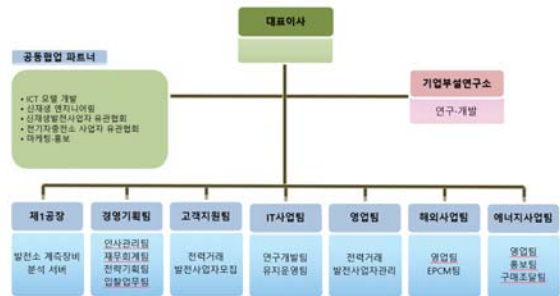 대표이사
공동협업 파트너
• ICT 모델 개발
• 신재생 엔지니어링
• 신재생발전사업자 유관협회
• 전기자충전소 사업자 유관협회
• 마케팅-홍보
기업부설연구소
연구-개발
제1공장
발전소 계측장비
분석 서버
경영기획팀
인사관리팀
재무회계팀
전략기획팀
입찰업무팀
고객지원팀
전력거래
발전사업자모집
IT사업팀
연구개발팀
유지운영팀
영업팀
전력거래
발전사업자관리
해외사업팀
영업팀
EPCM팀
에너지사업팀
영업팀
홍보팀
구매조달팀